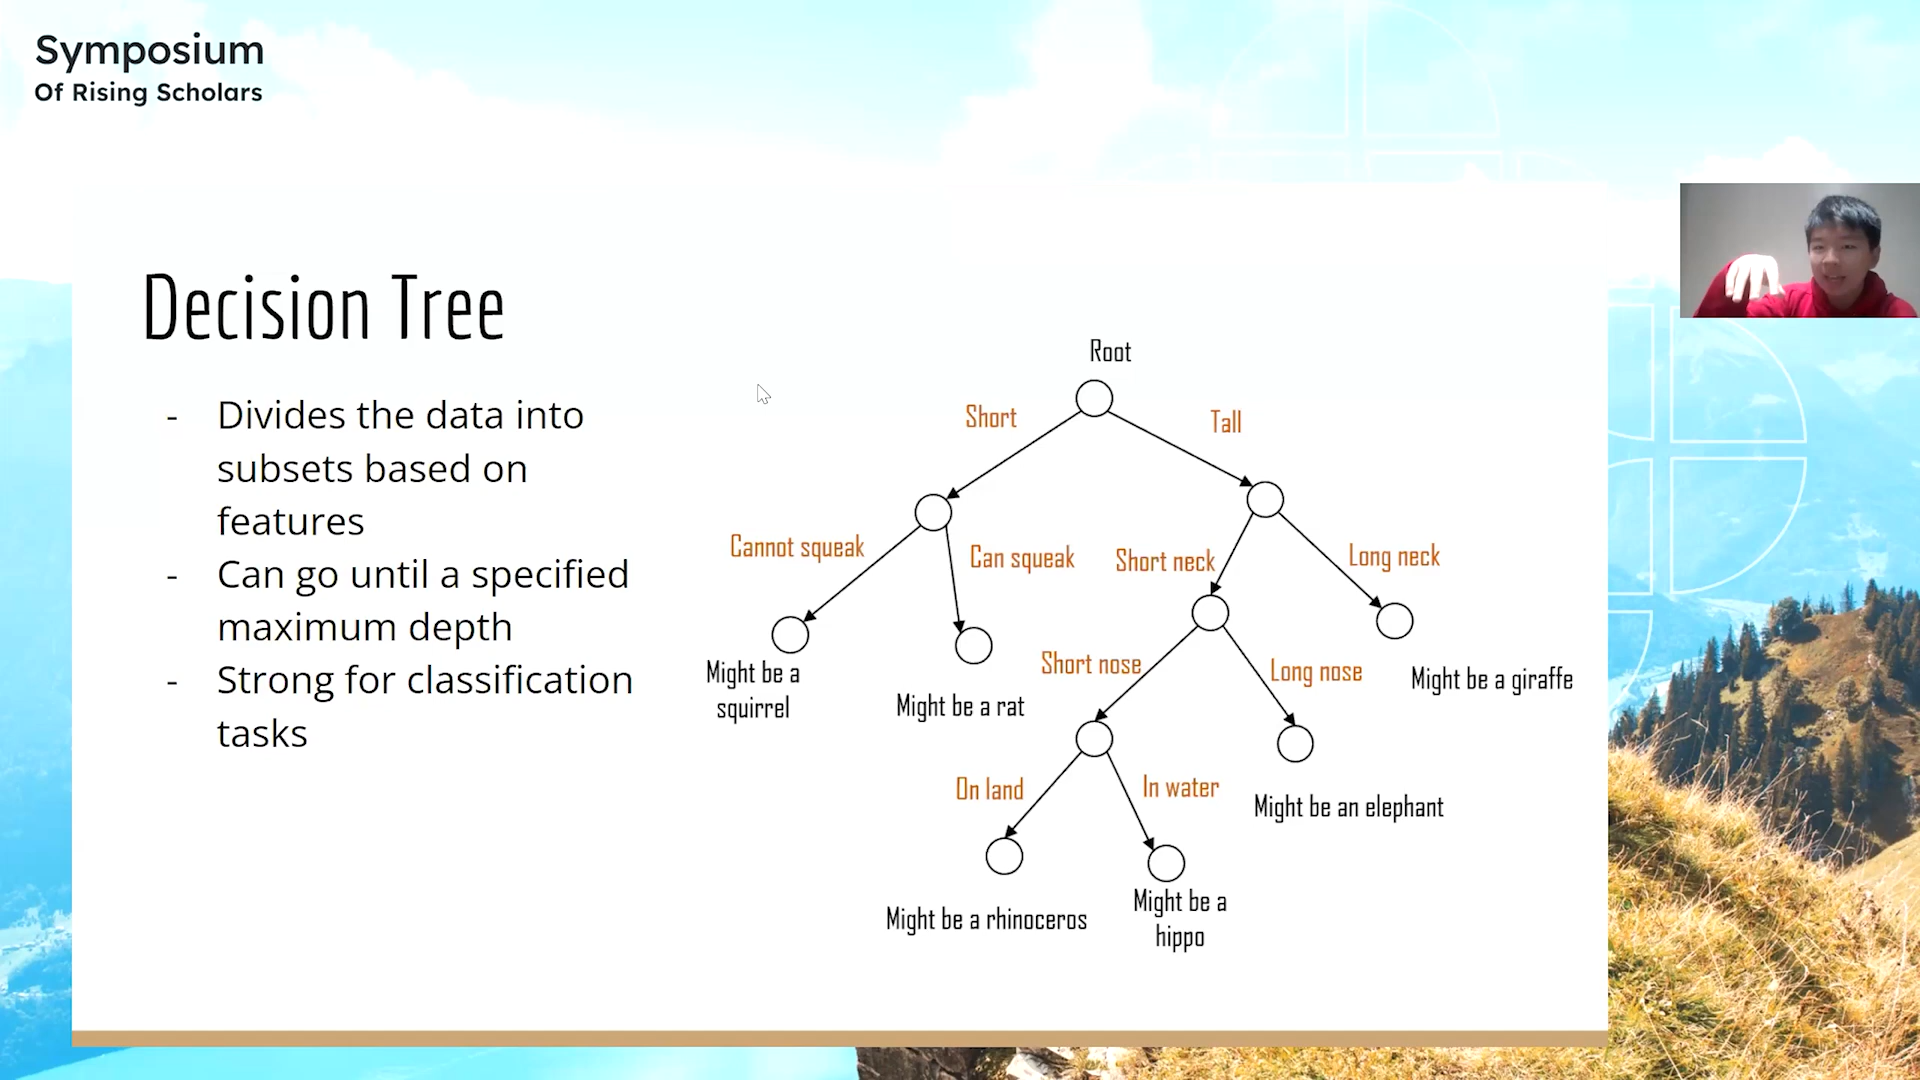 Symposium
Of Rising Scholars
Decision Tree
- Divides the data into
subsets based on
features
- Can go until a specified
maximum depth
- Strong for classification
tasks
Root
Short
Tall
Cannot squeak
Can squeak
Short neck
Long neck
Might be a
squirrel
Might be a rat
Short nose
Long nose
Might be a giraffe
On land
In water
Might be an elephant
Might be a rhinoceros
Might be a
hippo